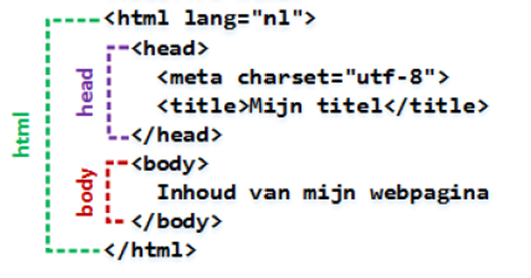 <html lang="nl">
<head>
<meta charset="utf-8">
<title>Mijn titel</title>
</head>
<body>
Inhoud van mijn webpagina
</body>
</html>
html
head
body